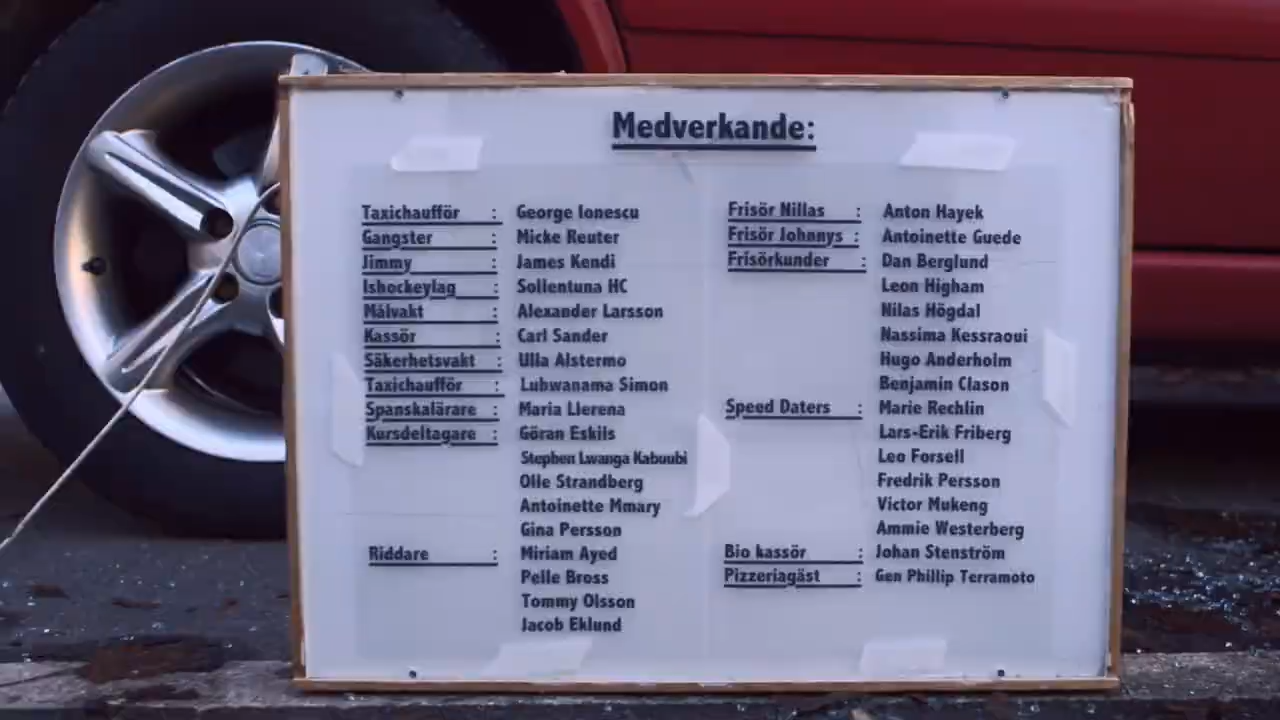 Medverkande:
Taxichaufför : George Ionescu
Gangster : Micke Reuter
Jimmy : James Kendi
Ishockeylag : Sollentuna HC
Målvakt : Alexander Larsson
Kassör : Carl Sander
Säkerhetsvakt : Ulla Alstermo
Taxichaufför : Lubwanama Simon
Spanskalärare : Maria Llerena
Kursdeltagare : Göran Eskils
Stephen Lwanga Kabuubi
Olle Strandberg
Antoinette Mmary
Gina Persson
Riddare : Miriam Ayed
Pelle Bross
Tommy Olsson
Jacob Eklund
Frisör Nillas : Anton Hayek
Frisör Johnnys : Antoinette Guede
Frisörkunder : Dan Berglund
Leon Higham
Nilas Högdal
Nassima Kessraoui
Hugo Anderholm
Benjamin Clason
Speed Daters : Marie Rechlin
Lars-Erik Friberg
Leo Forsell
Fredrik Persson
Victor Mukeng
Ammie Westerberg
Bio kassör : Johan Stenström
Pizzeriagäst : Gen Phillip Terramoto